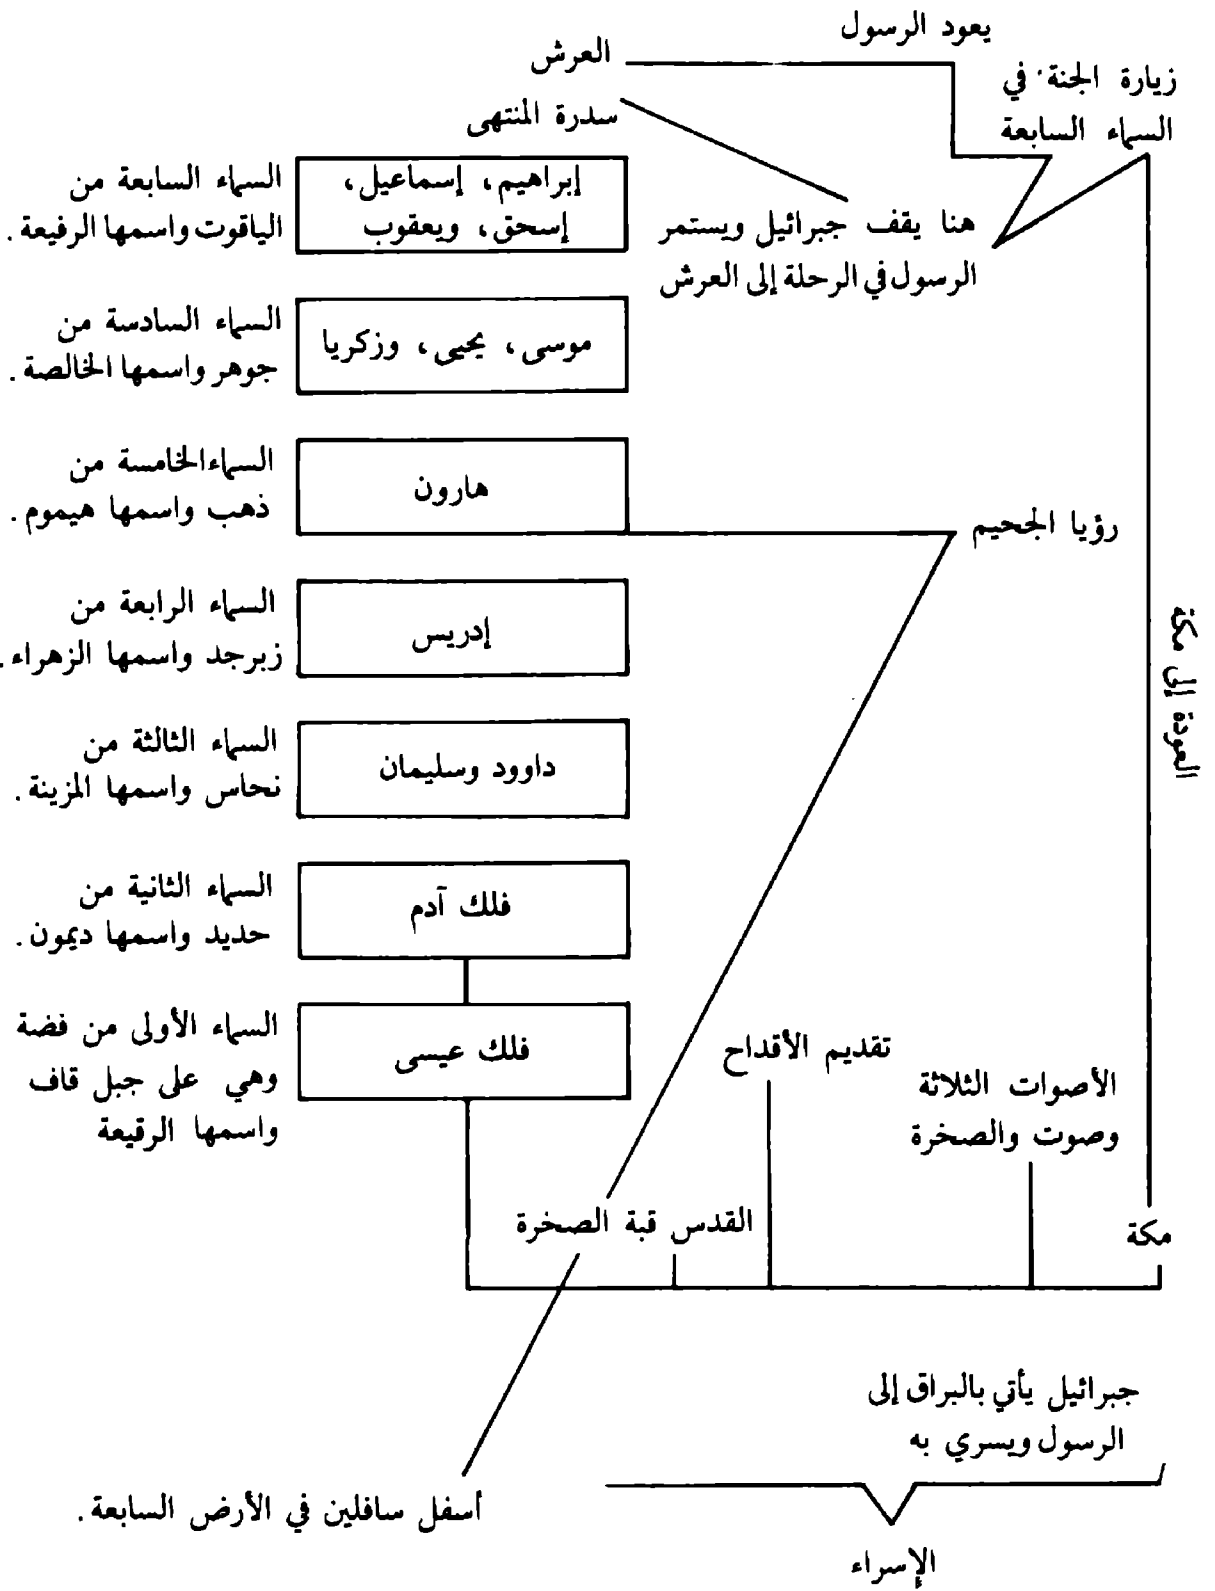 يعود الرسول
العرش
زيارة الجنة في
السماء السابعة
سدرة المنتهى
إبراهيم، إسماعيل،
إسحق، ويعقوب
السماء السابعة من
الياقوت واسمها الرفيعة.
هنا يقف جبرائيل ويستمر
الرسول في الرحلة إلى العرش
موسى، يحيى، وزكريا
السماء السادسة من
جوهر واسمها الخالصة.
هارون
السماء الخامسة من
ذهب واسمها هيموم.
رؤيا الجحيم
إدريس
السماء الرابعة من
زبرجد واسمها الزهراء.
العودة إلى مكة
داوود وسليمان
السماء الثالثة من
نحاس واسمها المزينة.
فلك آدم
السماء الثانية من
حديد واسمها ديمون.
فلك عيسى
السماء الأولى من فضة
وهي على جبل قاف
واسمها الرقيعة
تقديم الأقداح
الأصوات الثلاثة
وصوت والصخرة
القدس قبة الصخرة
مكة
جبرائيل يأتي بالبراق إلى
الرسول ويسري به
أسفل سافلين في الأرض السابعة.
الإسراء